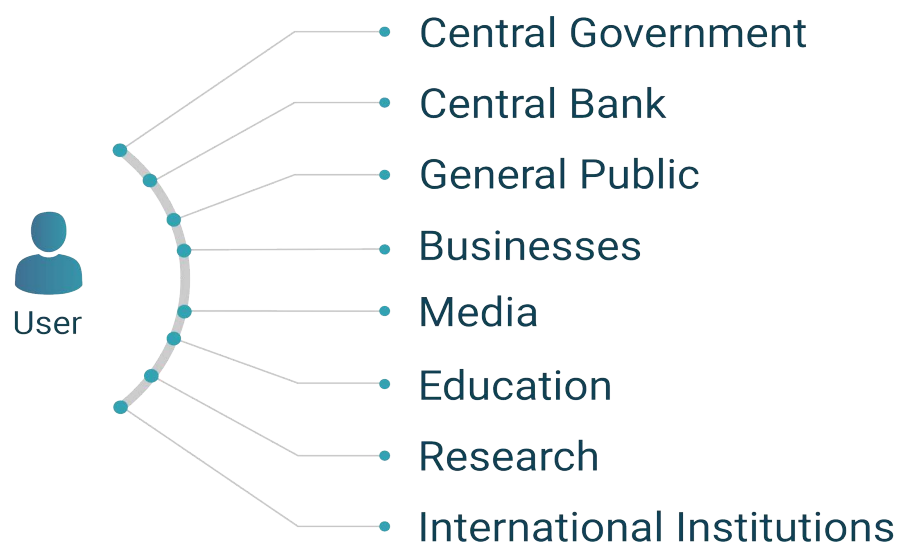 Central Government
Central Bank
General Public
Businesses
Media
Education
Research
International Institutions
User